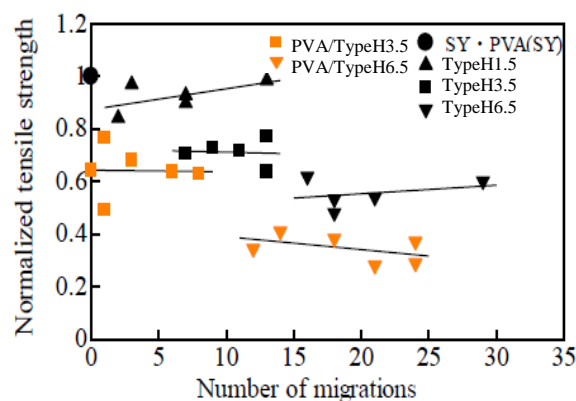 1.2
1
0.8
0.6
0.4
0.2
0
0 5 10 15 20 25 30 35
Normalized tensile strength
Number of migrations
PVA/TypeH3.5
PVA/TypeH6.5
SY・PVA(SY)
TypeH1.5
TypeH3.5
TypeH6.5